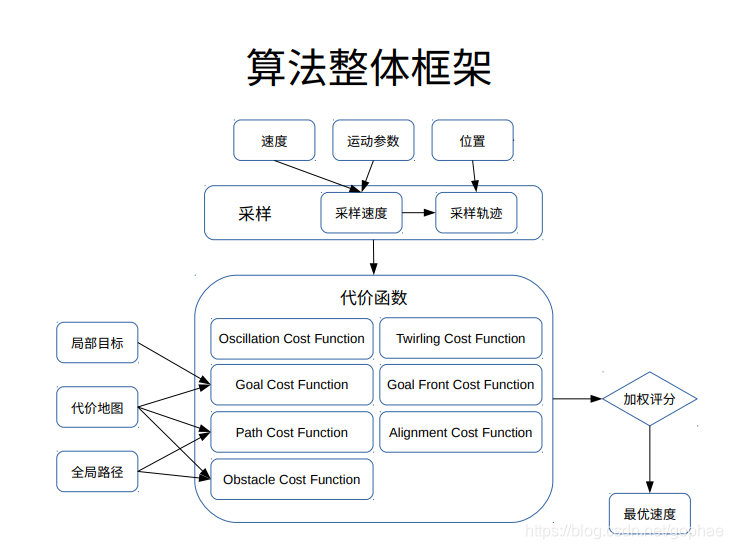 算法整体框架
速度
运动参数
位置
采样
采样速度
采样轨迹
代价函数
Oscillation Cost Function
Twirling Cost Function
局部目标
Goal Cost Function
Goal Front Cost Function
代价地图
加权评分
Path Cost Function
Alignment Cost Function
全局路径
Obstacle Cost Function
最优速度
https://blog.csdn.net/gophae